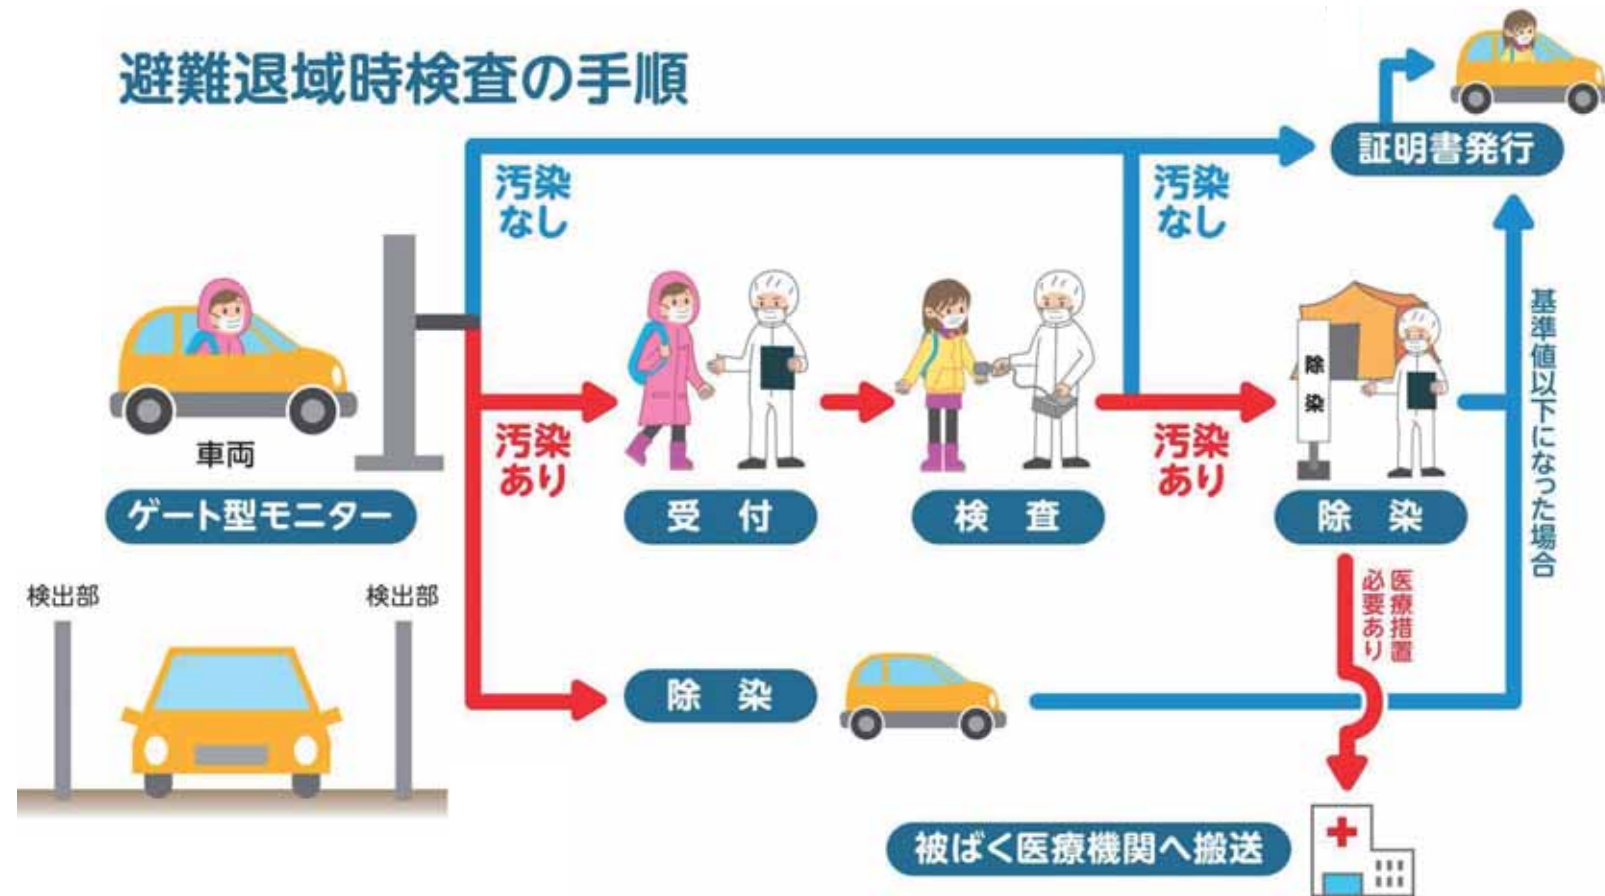 避難退域時検査の手順
証明書発行
汚染
なし
汚染
なし
車両
ゲート型モニター
汚染
あり
受 付
検 査
汚染
あり
除染
除 染
基準値以下になった場合
検出部
検出部
除 染
医療措置
必要あり
被ばく医療機関へ搬送